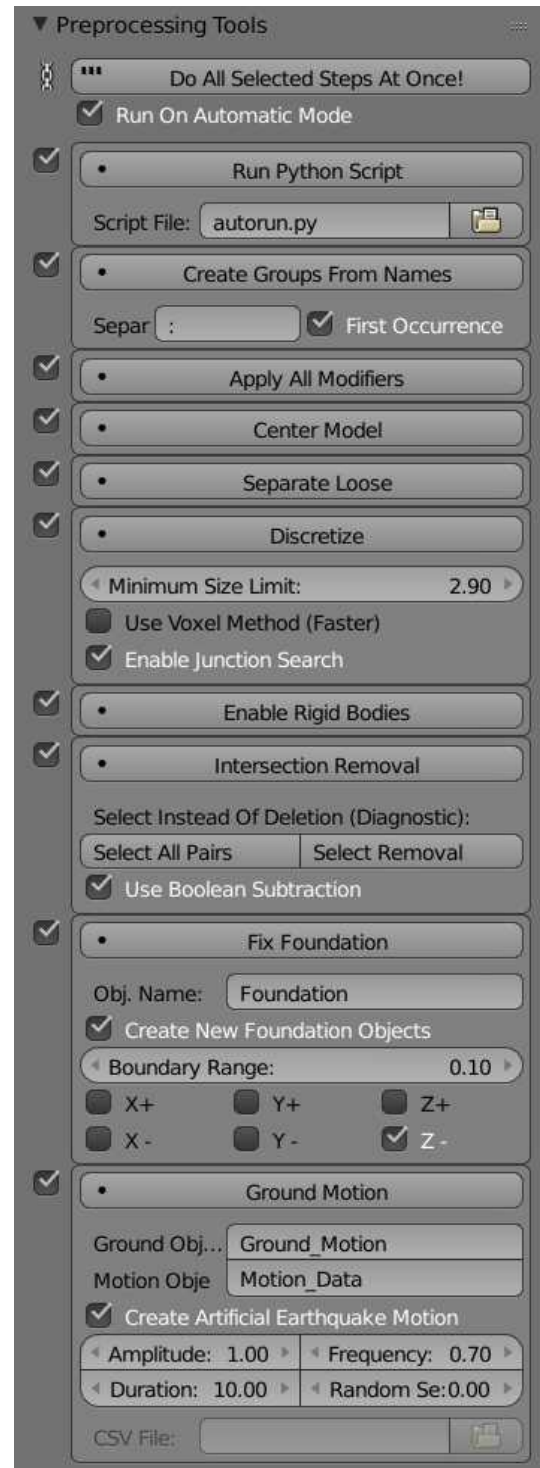 Preprocessing Tools
Do All Selected Steps At Once!
Run On Automatic Mode
Run Python Script
Script File: autorun.py
Create Groups From Names
Separ : First Occurrence
Apply All Modifiers
Center Model
Separate Loose
Discretize
Minimum Size Limit: 2.90
Use Voxel Method (Faster)
Enable Junction Search
Enable Rigid Bodies
Intersection Removal
Select Instead Of Deletion (Diagnostic):
Select All Pairs Select Removal
Use Boolean Subtraction
Fix Foundation
Obj. Name: Foundation
Create New Foundation Objects
Boundary Range: 0.10
X+ Y+ Z+
X - Y - Z -
Ground Motion
Ground Obj... Ground_Motion
Motion Obje Motion_Data
Create Artificial Earthquake Motion
Amplitude: 1.00 Frequency: 0.70
Duration: 10.00 Random Se:0.00
CSV File: